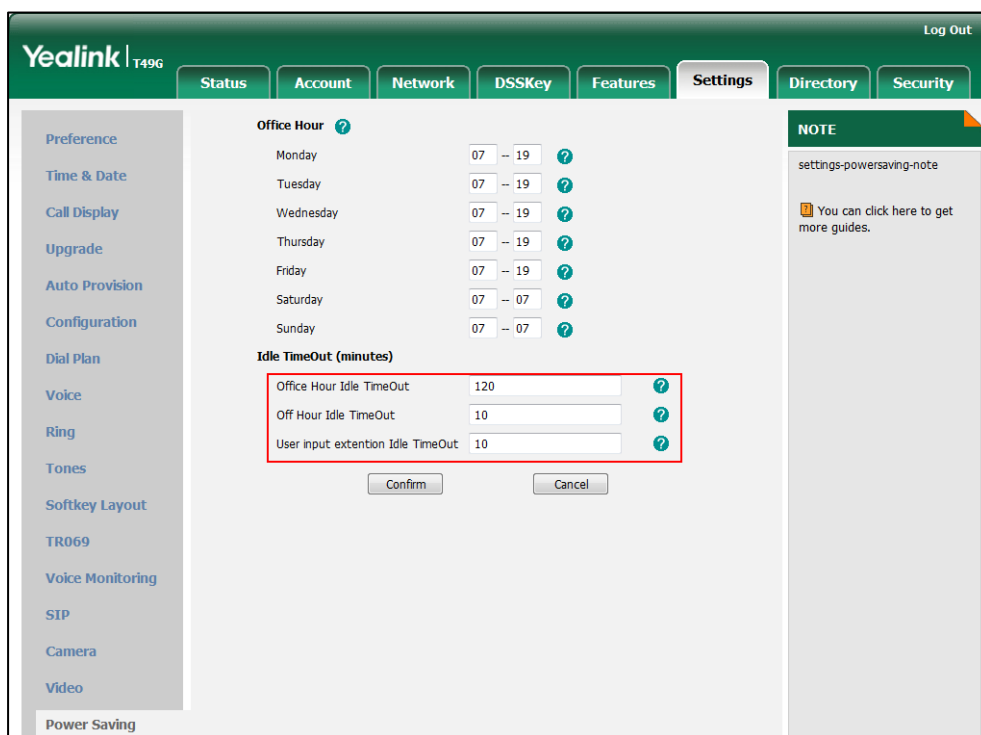 Log Out
Yealink T49G
Status Account Network DSSKey Features Settings Directory Security
Preference
Time & Date
Call Display
Upgrade
Auto Provision
Configuration
Dial Plan
Voice
Ring
Tones
Softkey Layout
TR069
Voice Monitoring
SIP
Camera
Video
Power Saving
Office Hour ?
Monday 07 -- 19 ?
Tuesday 07 -- 19 ?
Wednesday 07 -- 19 ?
Thursday 07 -- 19 ?
Friday 07 -- 19 ?
Saturday 07 -- 07 ?
Sunday 07 -- 07 ?
Idle TimeOut (minutes)
Office Hour Idle TimeOut 120 ?
Off Hour Idle TimeOut 10 ?
User input extention Idle TimeOut 10 ?
Confirm Cancel
NOTE
settings-powersaving-note
? You can click here to get
more guides.